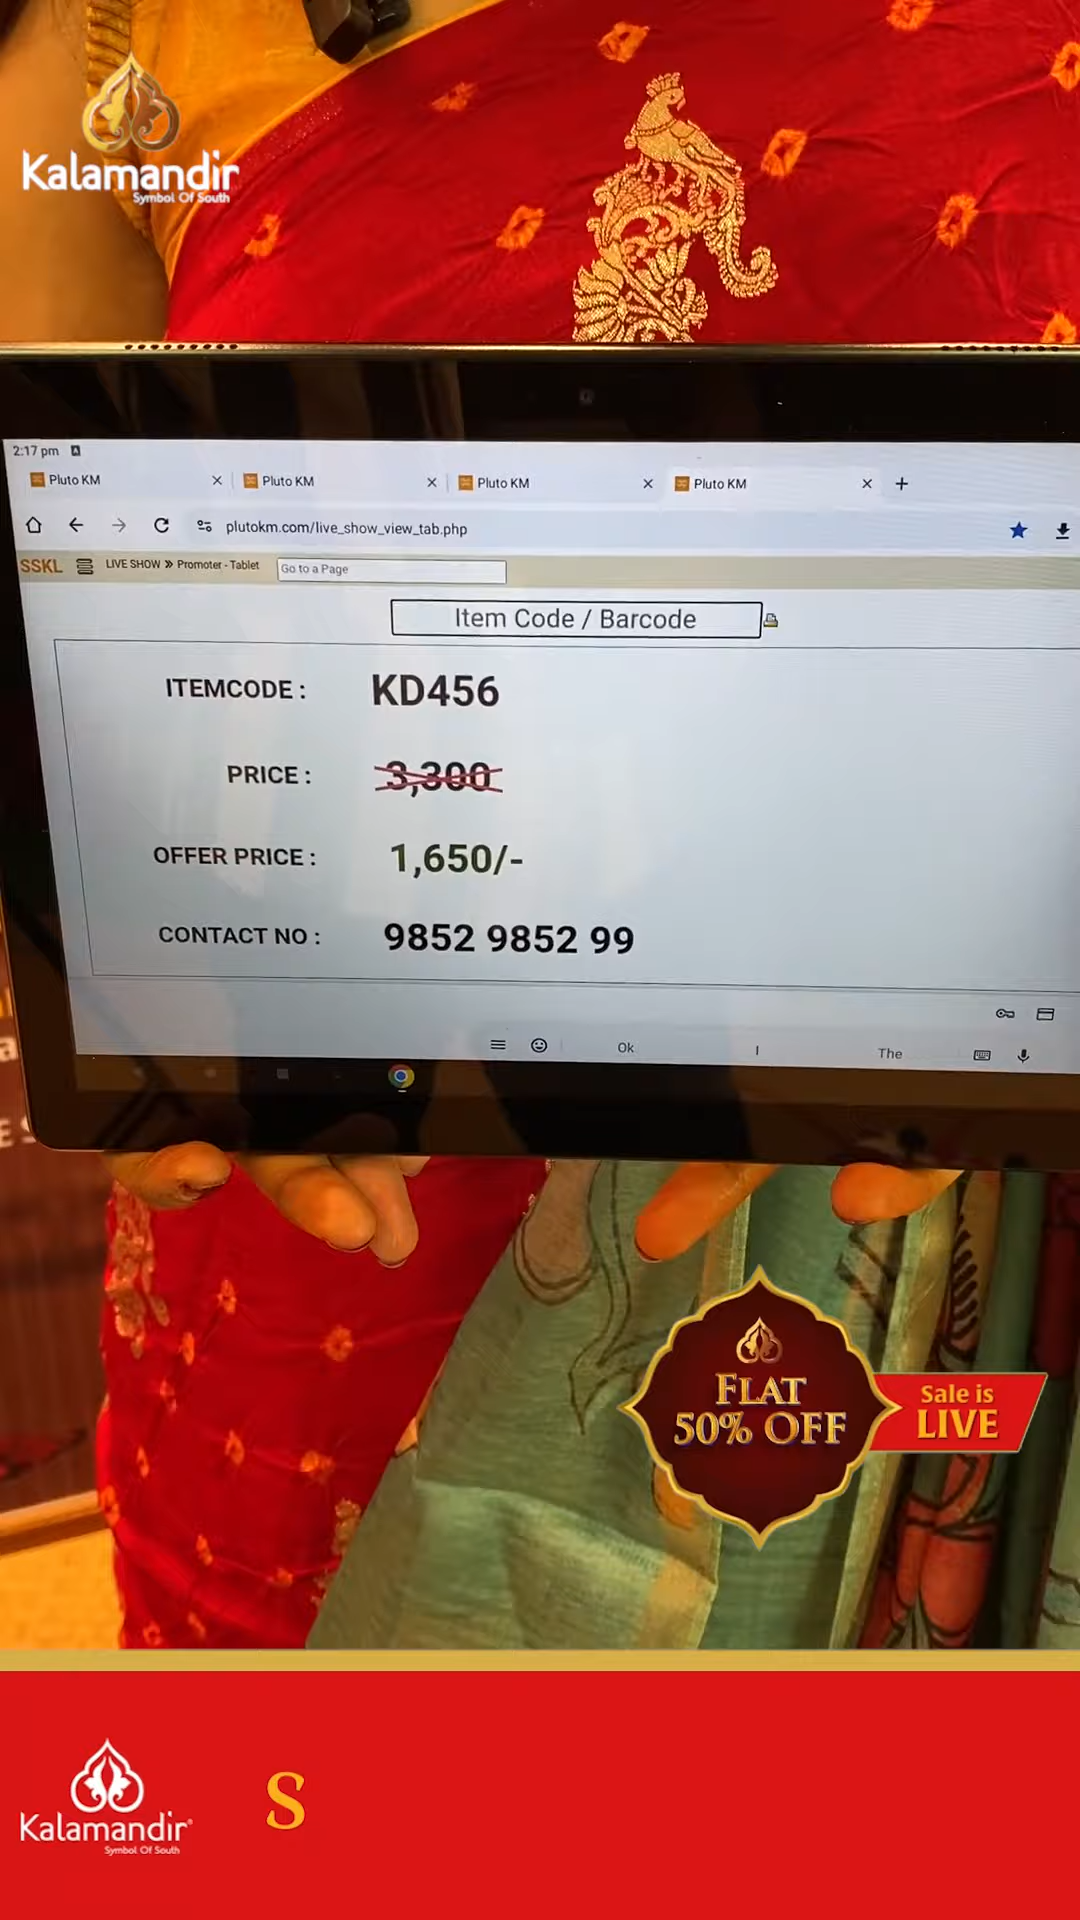 Kalamandir
Symbol Of South
2:17 pm
Pluto KM
Pluto KM
Pluto KM
Pluto KM
plutokm.com/live_show_view_tab.php
SSKL
LIVE SHOW » Promoter - Tablet
Go to a Page
Item Code / Barcode
ITEMCODE : KD456
PRICE : 3,300
OFFER PRICE : 1,650/-
CONTACT NO : 9852 9852 99
Ok
I
The
FLAT
50% OFF
Sale is
LIVE
Kalamandir
Symbol Of South
S